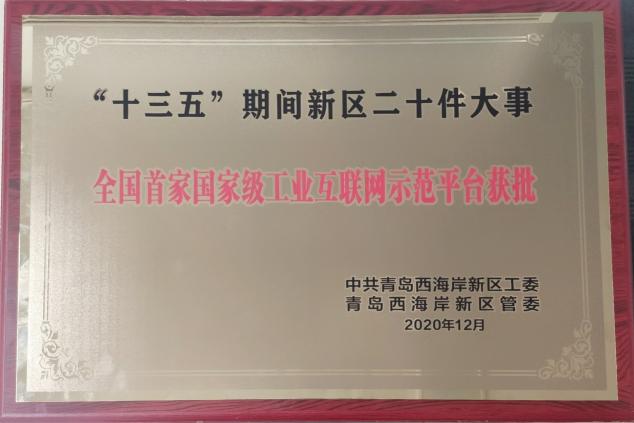 “十三五”期间新区二十件大事
全国首家国家级工业互联网示范平台获批
中共青岛西海岸新区工委
青岛西海岸新区管委
2020年12月